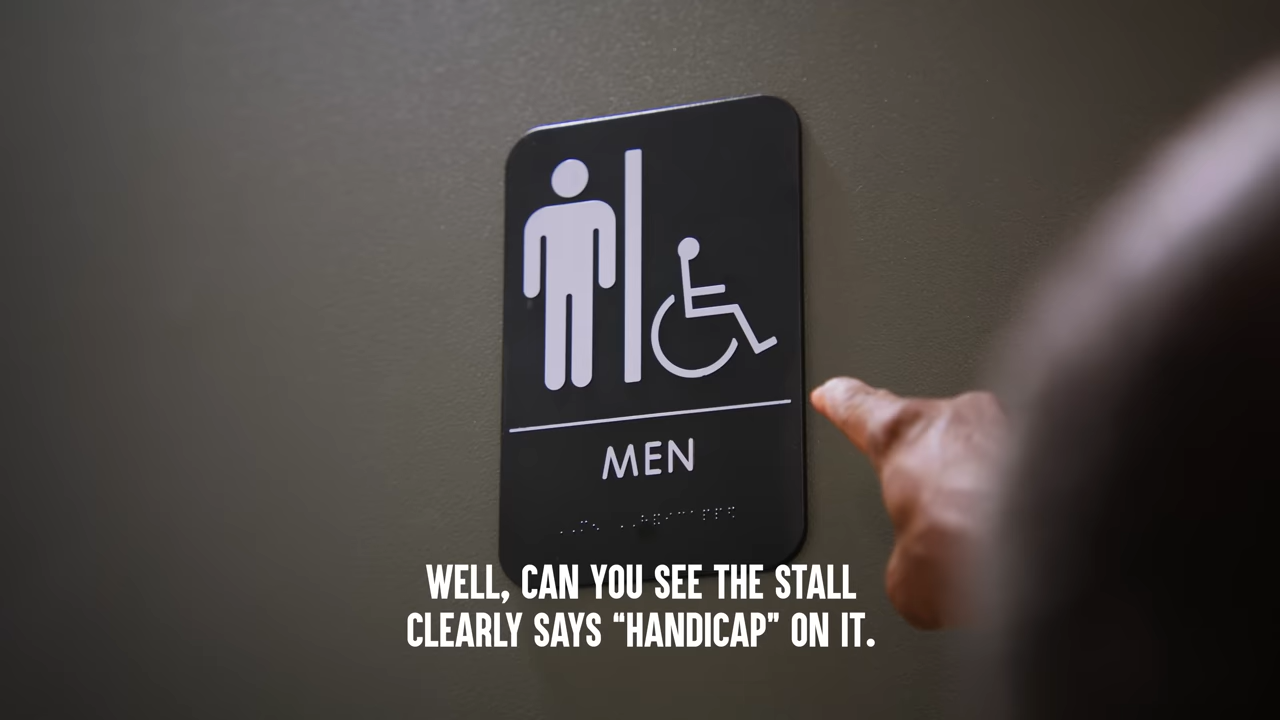 MEN
WELL, CAN YOU SEE THE STALL
CLEARLY SAYS “HANDICAP” ON IT.